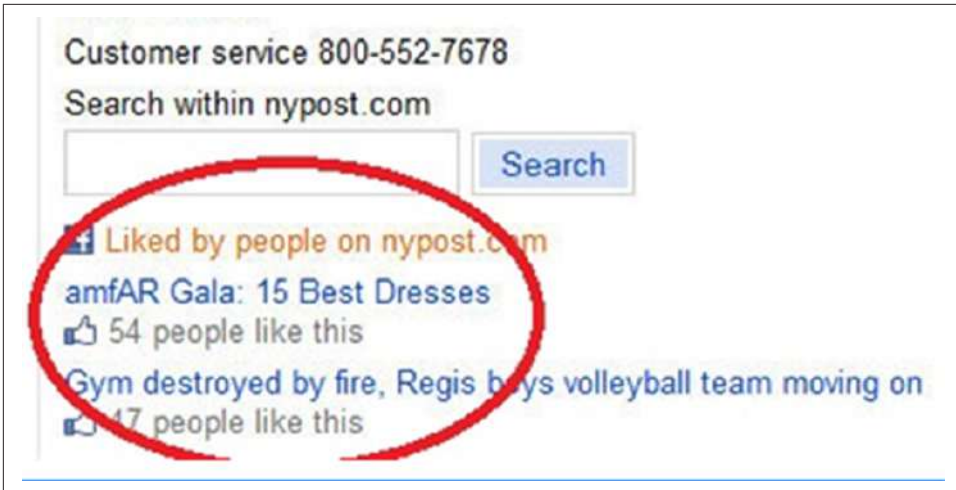 Customer service 800-552-7678
Search within nypost.com
Search
Liked by people on nypost.com
amfAR Gala: 15 Best Dresses
54 people like this
Gym destroyed by fire, Regis boys volleyball team moving on
47 people like this